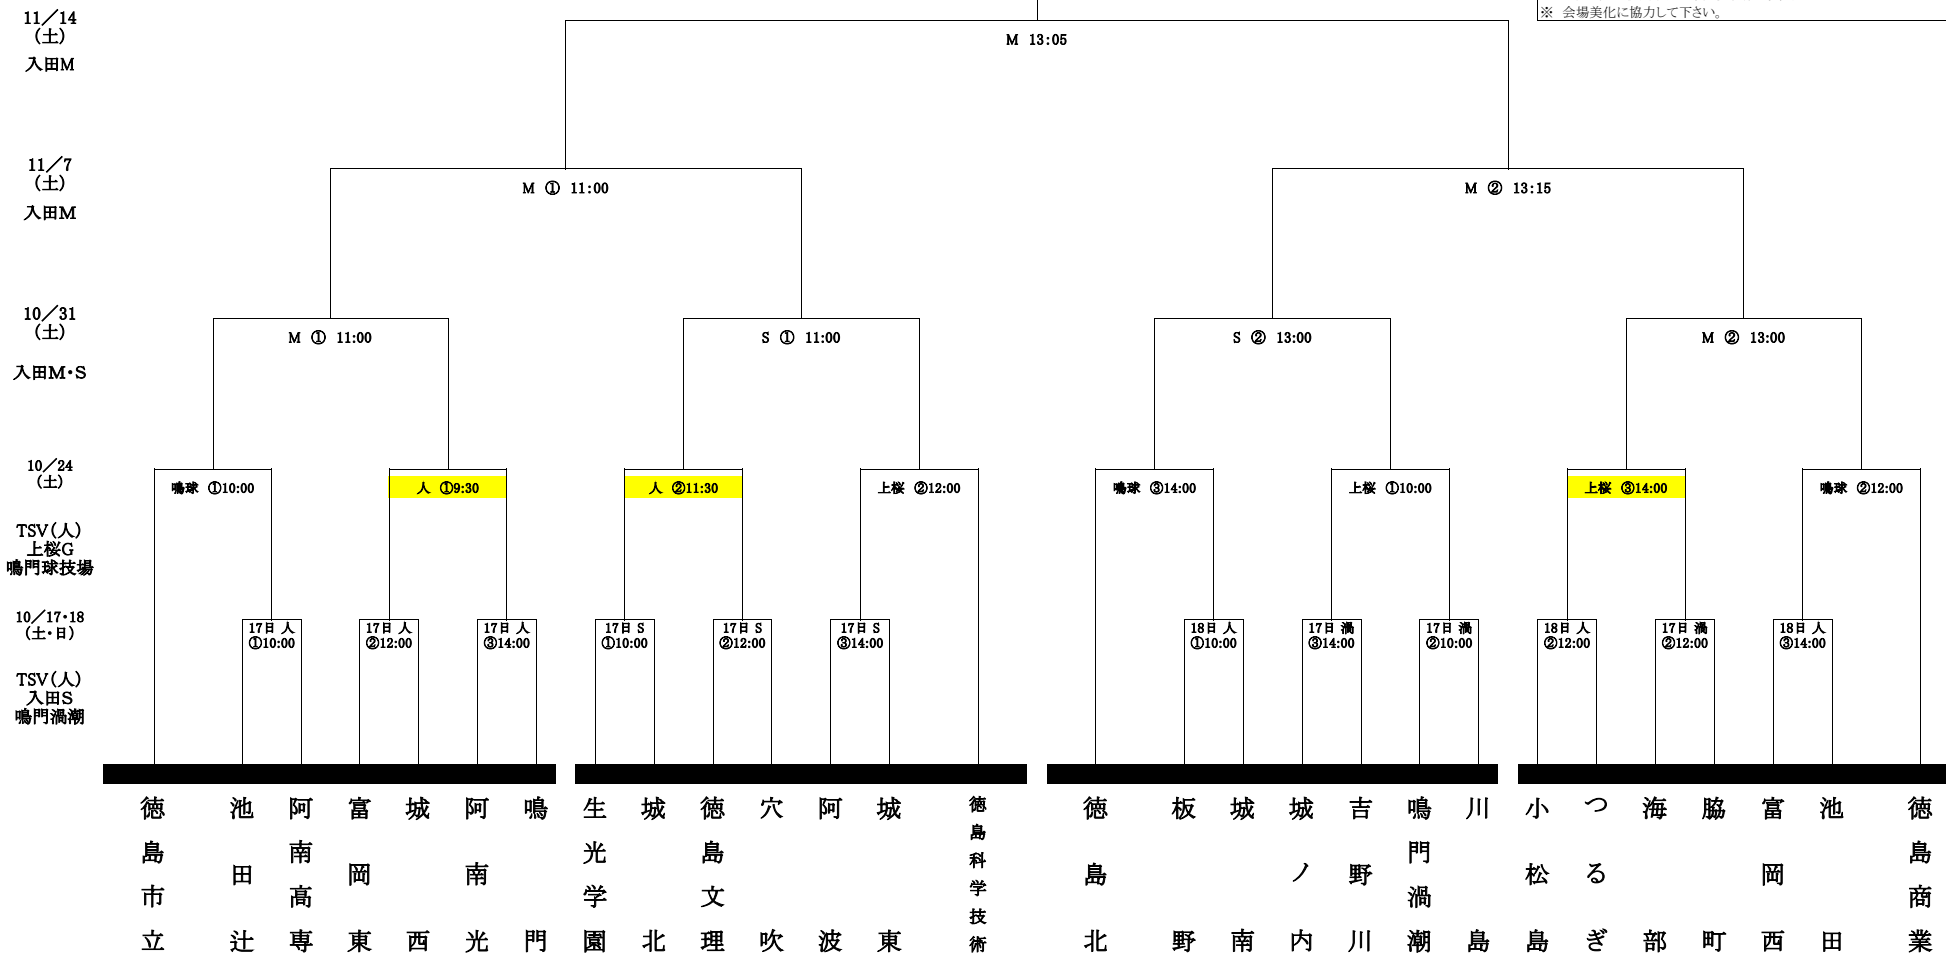 ※ 会場美化に協力して下さい。
11／14
(土)
入田M
M 13:05
11／7
(土)
入田M
M ① 11:00
M ② 13:15
10／31
(土)
入田M・S
M ① 11:00
S ① 11:00
S ② 13:00
M ② 13:00
10／24
(土)
TSV(人)
上桜G
鳴門球技場
鳴球 ①10:00
人 ①9:30
人 ②11:30
上桜 ②12:00
鳴球 ③14:00
上桜 ①10:00
上桜 ③14:00
鳴球 ②12:00
10／17・18
(土・日)
TSV(人)
入田S
鳴門渦潮
17日 人
①10:00
17日 人
②12:00
17日 人
③14:00
17日 S
①10:00
17日 S
②12:00
17日 S
③14:00
18日 人
①10:00
17日 渦
③14:00
17日 渦
②10:00
18日 人
②12:00
17日 渦
②12:00
18日 人
③14:00
徳島市立
池田辻
阿南高専
富岡東
城西
阿南光
鳴門
生光学園
城北
徳島文理
穴吹
阿波
城東
徳島科学技術
徳島北
板野
城南
城ノ内
吉野川
鳴門渦潮
川島
小松島
つるぎ
海部
脇町
富岡西
池田
徳島商業